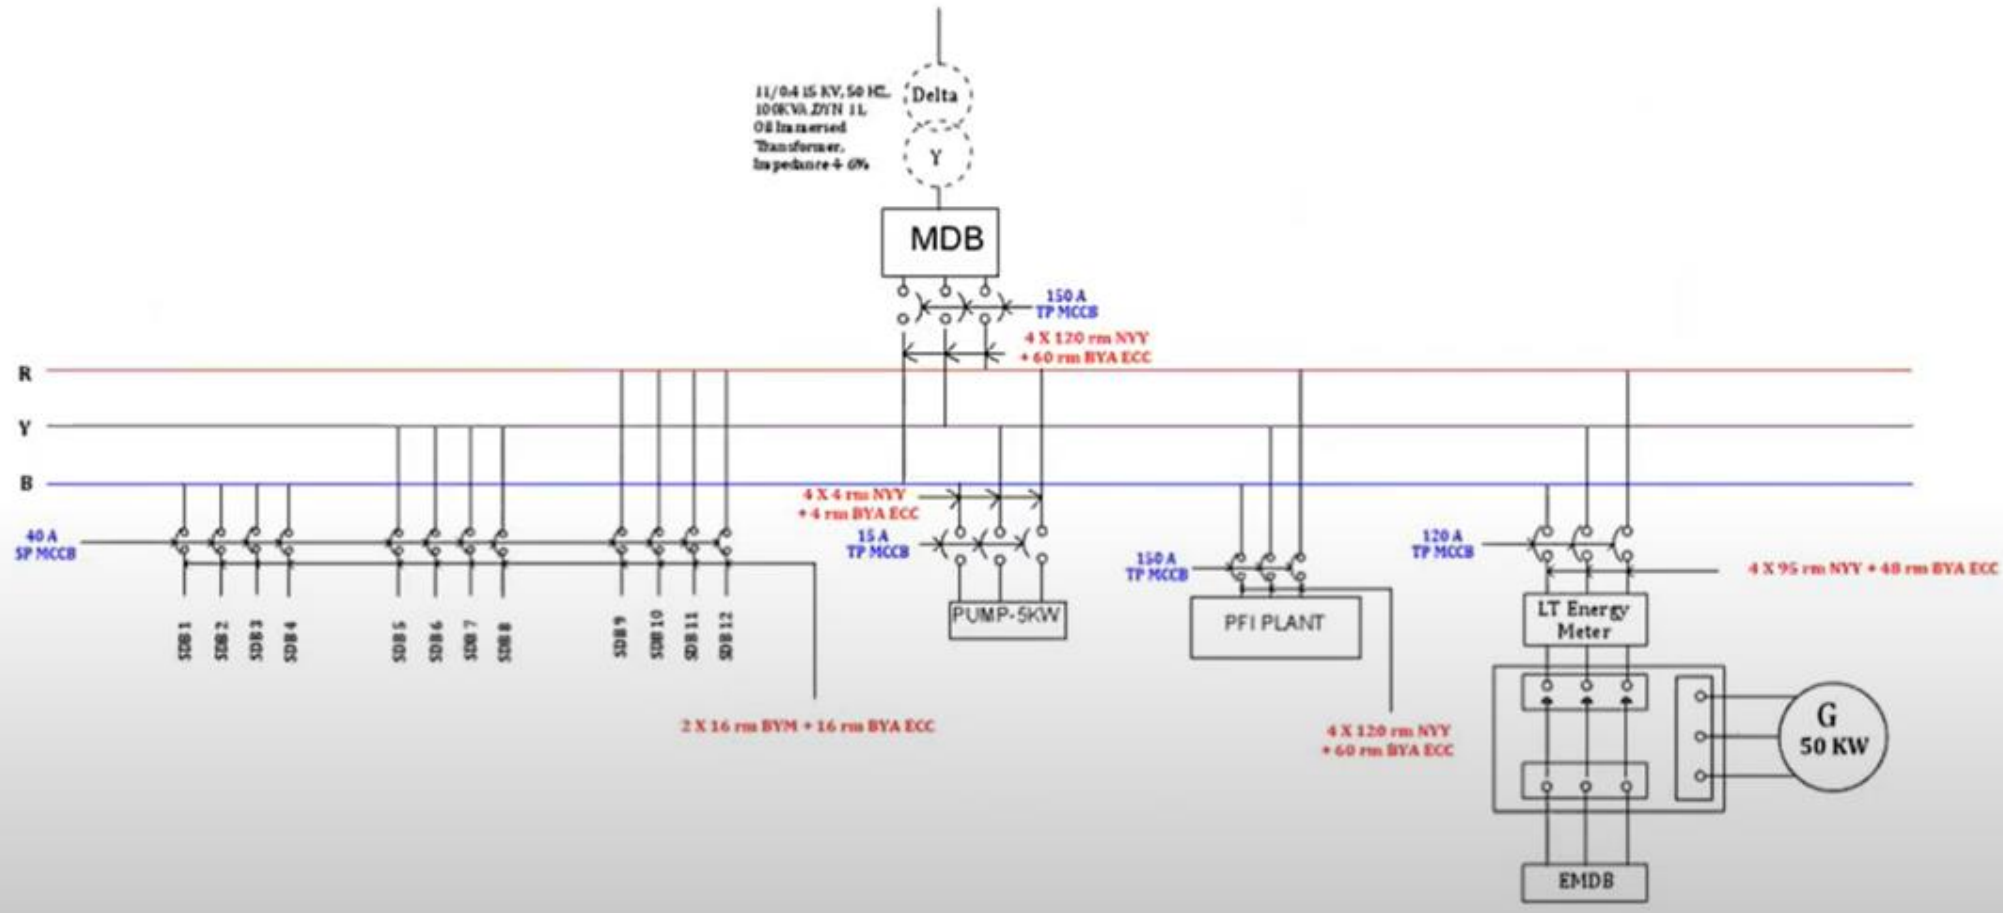 11/0.415 KV, 50 HZ,
100KVA,DYN 11
Oil Immersed
Transformer,
Impedance 4- 6%
Delta
Y
MDB
150 A
TP MCCB
4 X 120 rm NYY
+ 60 rm BYA ECC
R
Y
B
4 X 4 rm NYY
+ 4 rm BYA ECC
40 A
SP MCCB
15 A
TP MCCB
150 A
TP MCCB
120 A
TP MCCB
4 X 95 rm NYY + 48 rm BYA ECC
SDB 1
SDB 2
SDB 3
SDB 4
SDB 5
SDB 6
SDB 7
SDB 8
SDB 9
SDB 10
SDB 11
SDB 12
PUMP-5KW
PFI PLANT
LT Energy
Meter
2 X 16 rm BYM + 16 rm BYA ECC
4 X 120 rm NYY
+ 60 rm BYA ECC
G
50 KW
EMDB